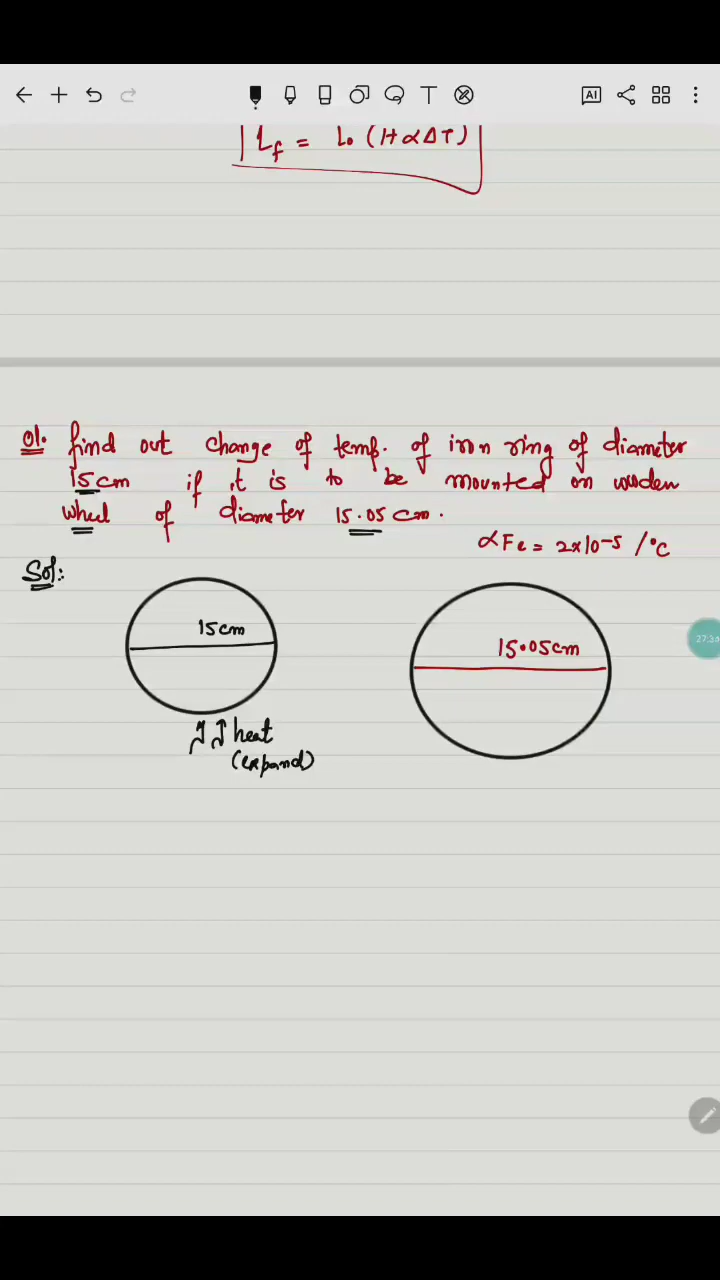 AI
Lf = L₀ (1+α∆T)
Q1. find out change of temp. of iron ring of diameter
15cm if it is to be mounted on wooden
wheel of diameter 15.05 cm.
αFe = 2×10-5 /°C
Sol:
15cm
15.05cm
heat
(expand)